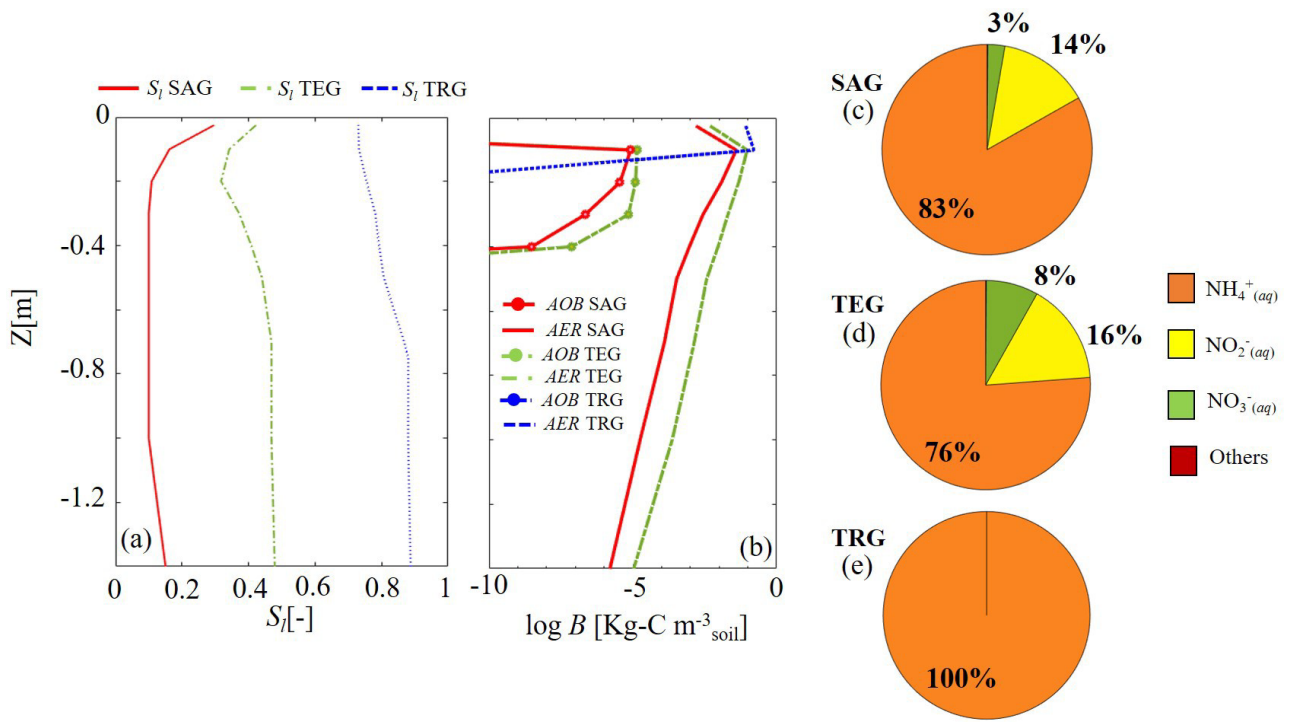 S_l SAG S_l TEG S_l TRG
0
-0.4
-0.8
-1.2
Z[m]
(a)
0 0.2 0.4 0.6 0.8 1
S_l[-]
AOB SAG
AER SAG
AOB TEG
AER TEG
AOB TRG
AER TRG
(b)
-10 -5 0
log B [Kg-C m⁻³soil]
SAG
(c)
3%
14%
83%
TEG
(d)
8%
16%
76%
TRG
(e)
100%
NH₄⁺(aq)
NO₂⁻(aq)
NO₃⁻(aq)
Others